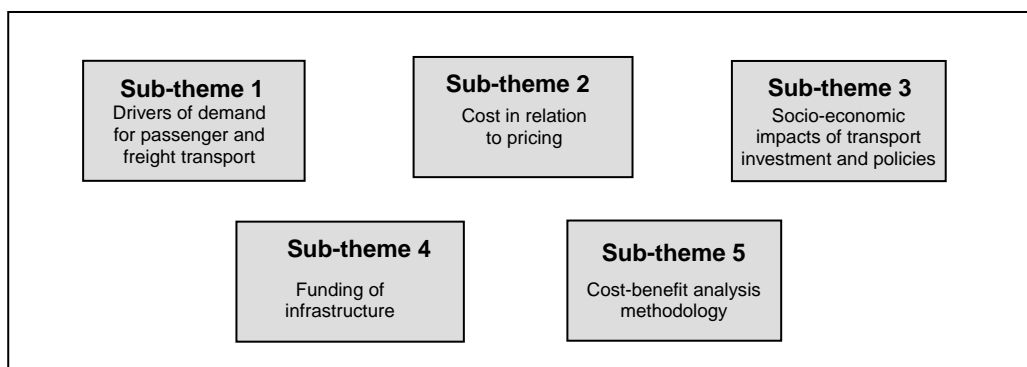 Sub-theme 1
Drivers of demand
for passenger and
freight transport
Sub-theme 2
Cost in relation
to pricing
Sub-theme 3
Socio-economic
impacts of transport
investment and policies
Sub-theme 4
Funding of
infrastructure
Sub-theme 5
Cost-benefit analysis
methodology